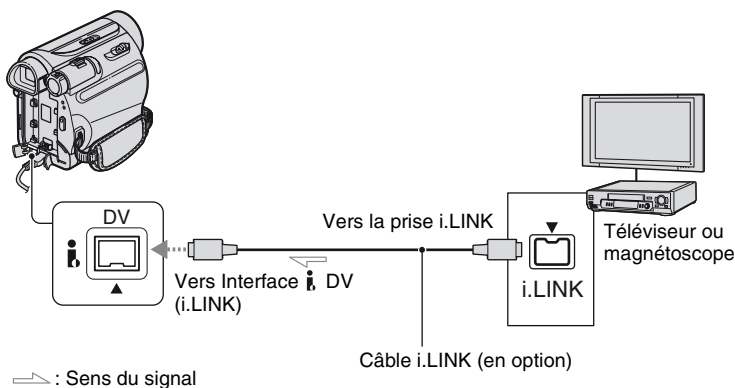 DV
Vers Interface i DV
(i.LINK)
Vers la prise i.LINK
i.LINK
Téléviseur ou
magnétoscope
Câble i.LINK (en option)
: Sens du signal